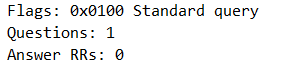 Flags: 0x0100 Standard query
Questions: 1
Answer RRs: 0